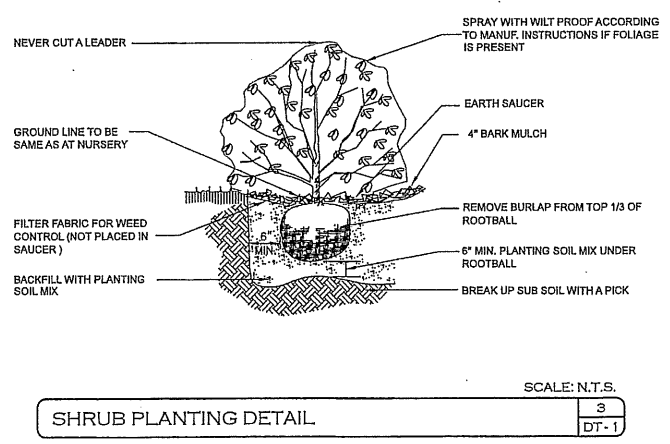 NEVER CUT A LEADER
SPRAY WITH WILT PROOF ACCORDING
TO MANUF. INSTRUCTIONS IF FOLIAGE
IS PRESENT
EARTH SAUCER
GROUND LINE TO BE
SAME AS AT NURSERY
4" BARK MULCH
FILTER FABRIC FOR WEED
CONTROL (NOT PLACED IN
SAUCER )
6"
MIN.
REMOVE BURLAP FROM TOP 1/3 OF
ROOTBALL
6" MIN. PLANTING SOIL MIX UNDER
ROOTBALL
BACKFILL WITH PLANTING
SOIL MIX
BREAK UP SUB SOIL WITH A PICK
SCALE: N.T.S.
SHRUB PLANTING DETAIL
3
DT - 1